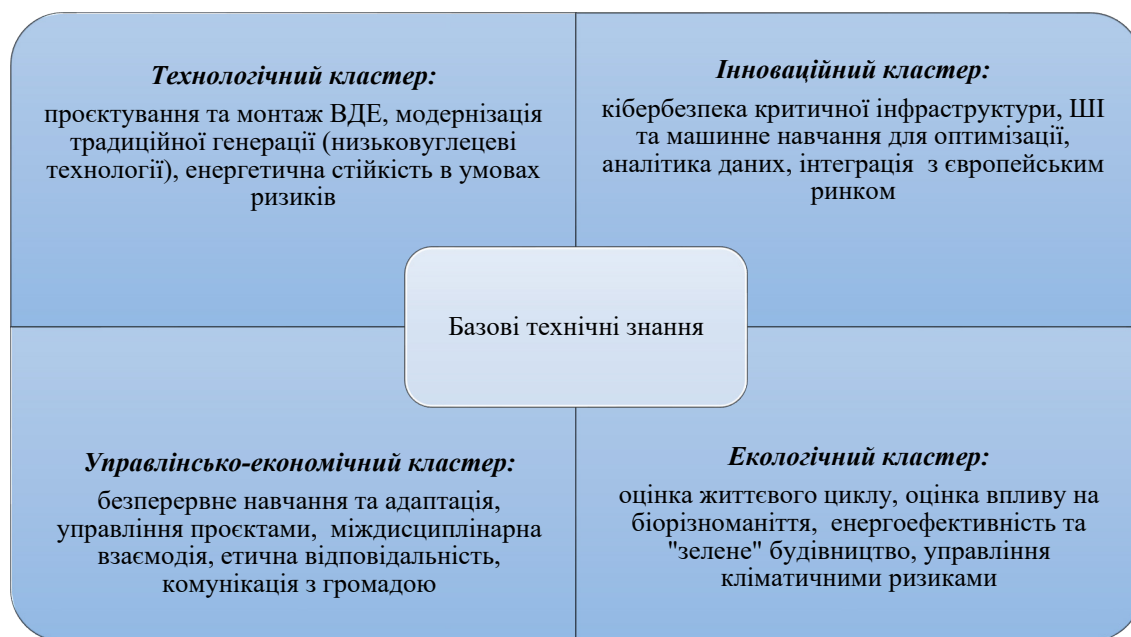 Технологічний кластер:
проєктування та монтаж ВДЕ, модернізація
традиційної генерації (низьковуглецеві
технології), енергетична стійкість в умовах
ризиків
Інноваційний кластер:
кібербезпека критичної інфраструктури, ШІ
та машинне навчання для оптимізації,
аналітика даних, інтеграція з європейським
ринком
Базові технічні знання
Управлінсько-економічний кластер:
безперервне навчання та адаптація,
управління проєктами, міждисциплінарна
взаємодія, етична відповідальність,
комунікація з громадою
Екологічний кластер:
оцінка життєвого циклу, оцінка впливу на
біорізноманіття, енергоефективність та
"зелене" будівництво, управління
кліматичними ризиками